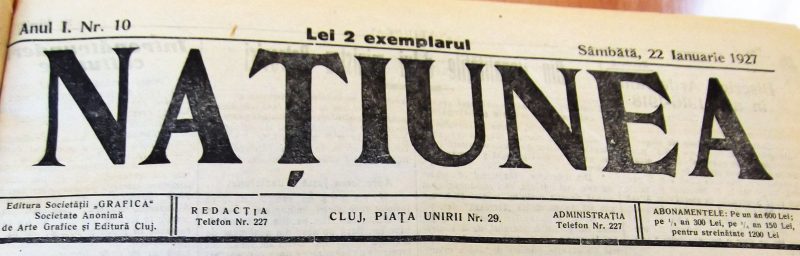 Anul I. Nr. 10
Lei 2 exemplarul
Sâmbătă, 22 Ianuarie 1927
NAȚIUNEA
Editura Societății „GRAFICA“
Societate Anonimă
de Arte Grafice și Editură Cluj.
REDACȚIA
Telefon Nr. 227
CLUJ, PIAȚA UNIRII Nr. 29.
ADMINISTRAȚIA
Telefon Nr. 227
ABONAMENTELE: Pe un an 600 Lei;
pe ¹/₂ an 300 Lei, pe ¹/₄ an 150 Lei,
pentru streinătate 1200 Lei